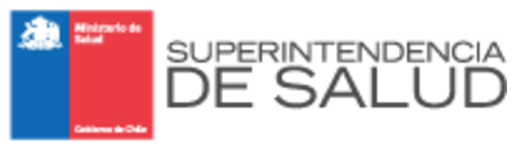 Ministerio de
Salud
Gobierno de Chile
SUPERINTENDENCIA
DE SALUD